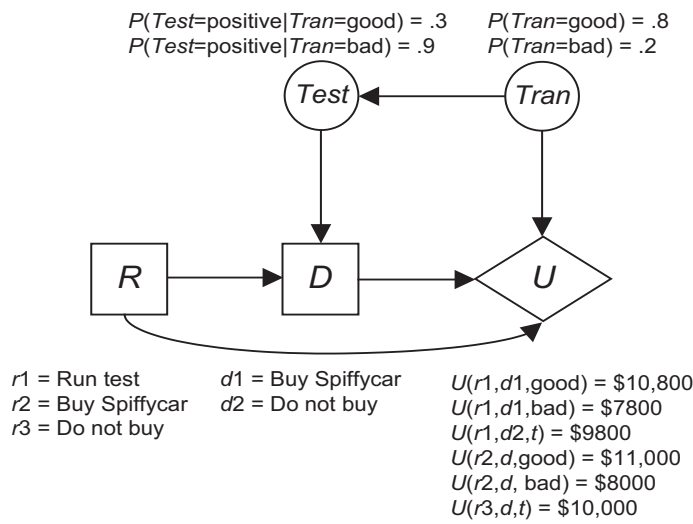 P(Test=positive|Tran=good) = .3
P(Test=positive|Tran=bad) = .9
P(Tran=good) = .8
P(Tran=bad) = .2
Test
Tran
R
D
U
r1 = Run test
r2 = Buy Spiffycar
r3 = Do not buy
d1 = Buy Spiffycar
d2 = Do not buy
U(r1,d1,good) = $10,800
U(r1,d1,bad) = $7800
U(r1,d2,t) = $9800
U(r2,d,good) = $11,000
U(r2,d, bad) = $8000
U(r3,d,t) = $10,000